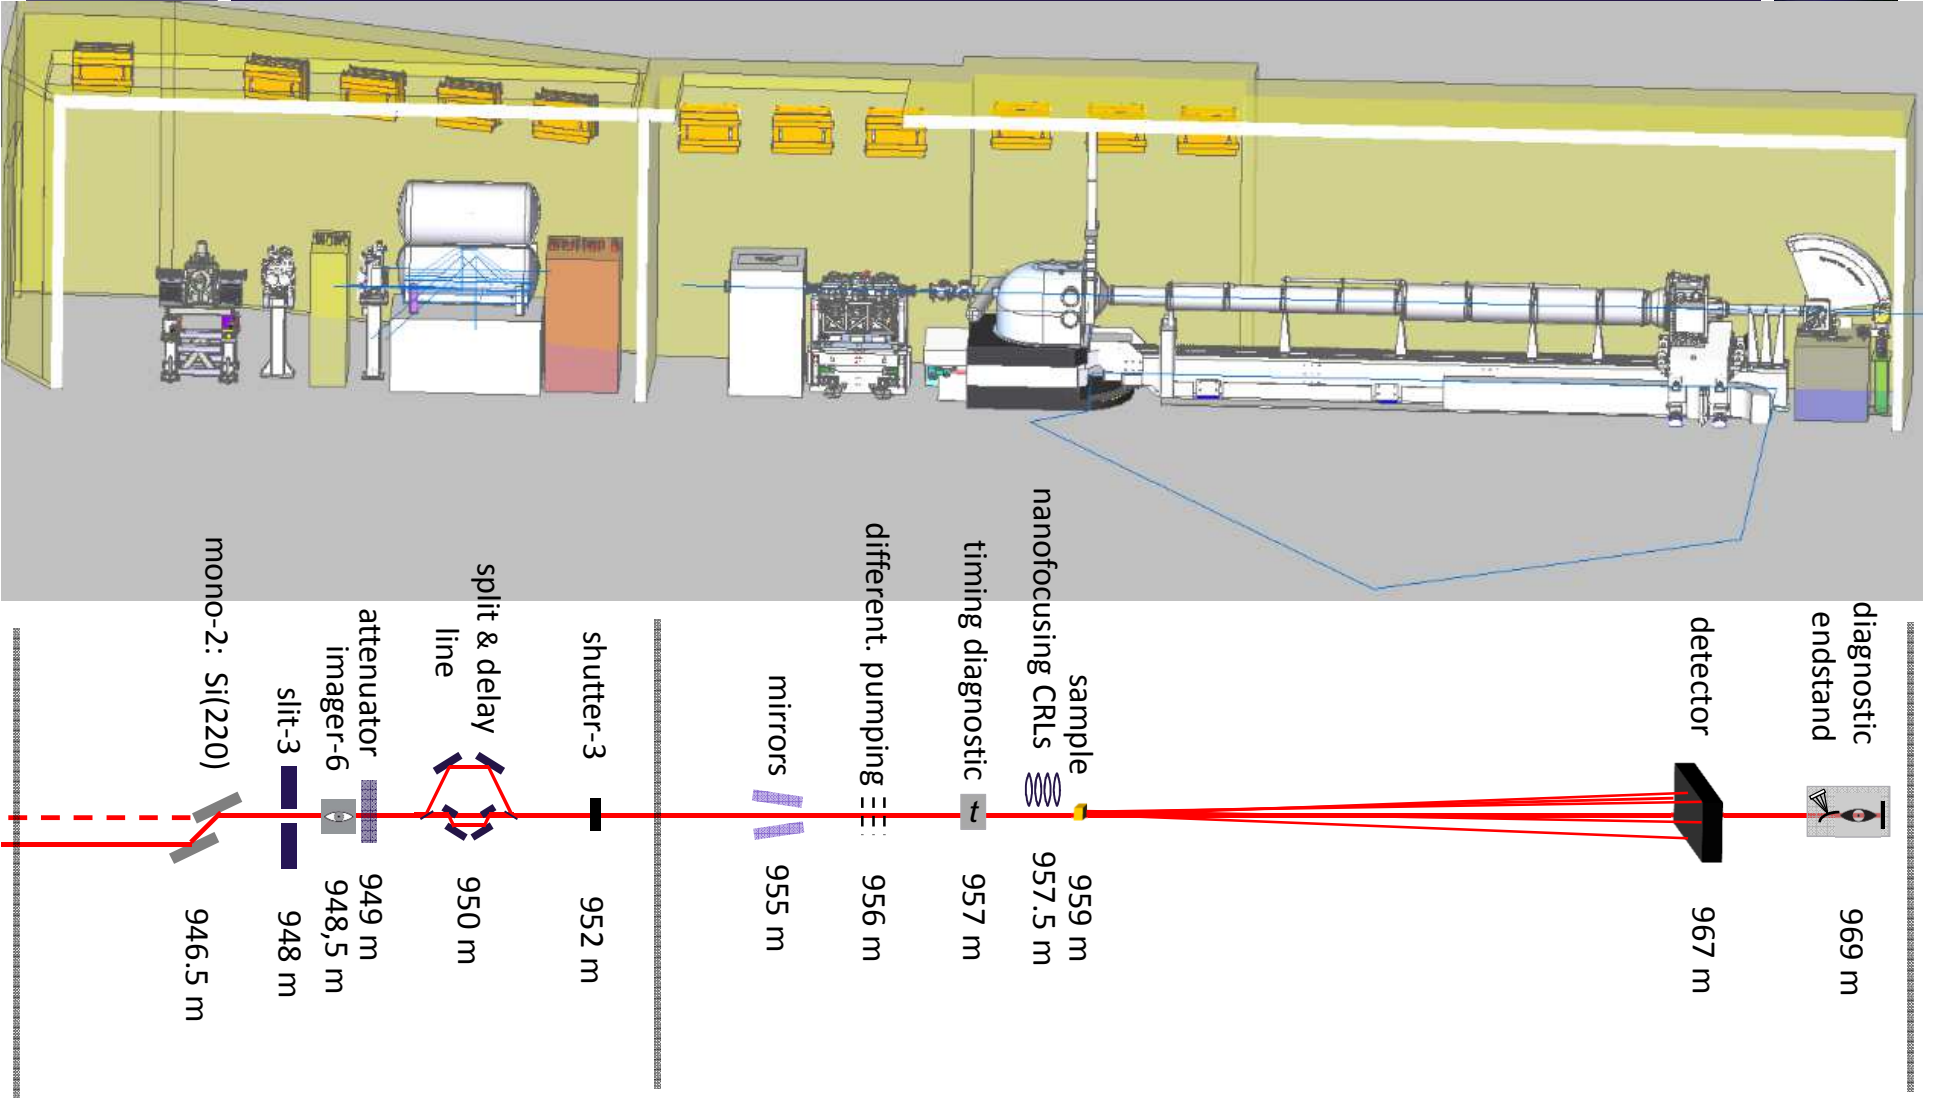 mono-2:  Si(220)
slit-3
imager-6
attenuator
split & delay
line
shutter-3
mirrors
different. pumping
timing diagnostic
nanofocusing CRLs
sample
detector
diagnostic
endstand
t
946.5 m
948 m
948,5 m
949 m
950 m
952 m
955 m
956 m
957 m
957.5 m
959 m
967 m
969 m